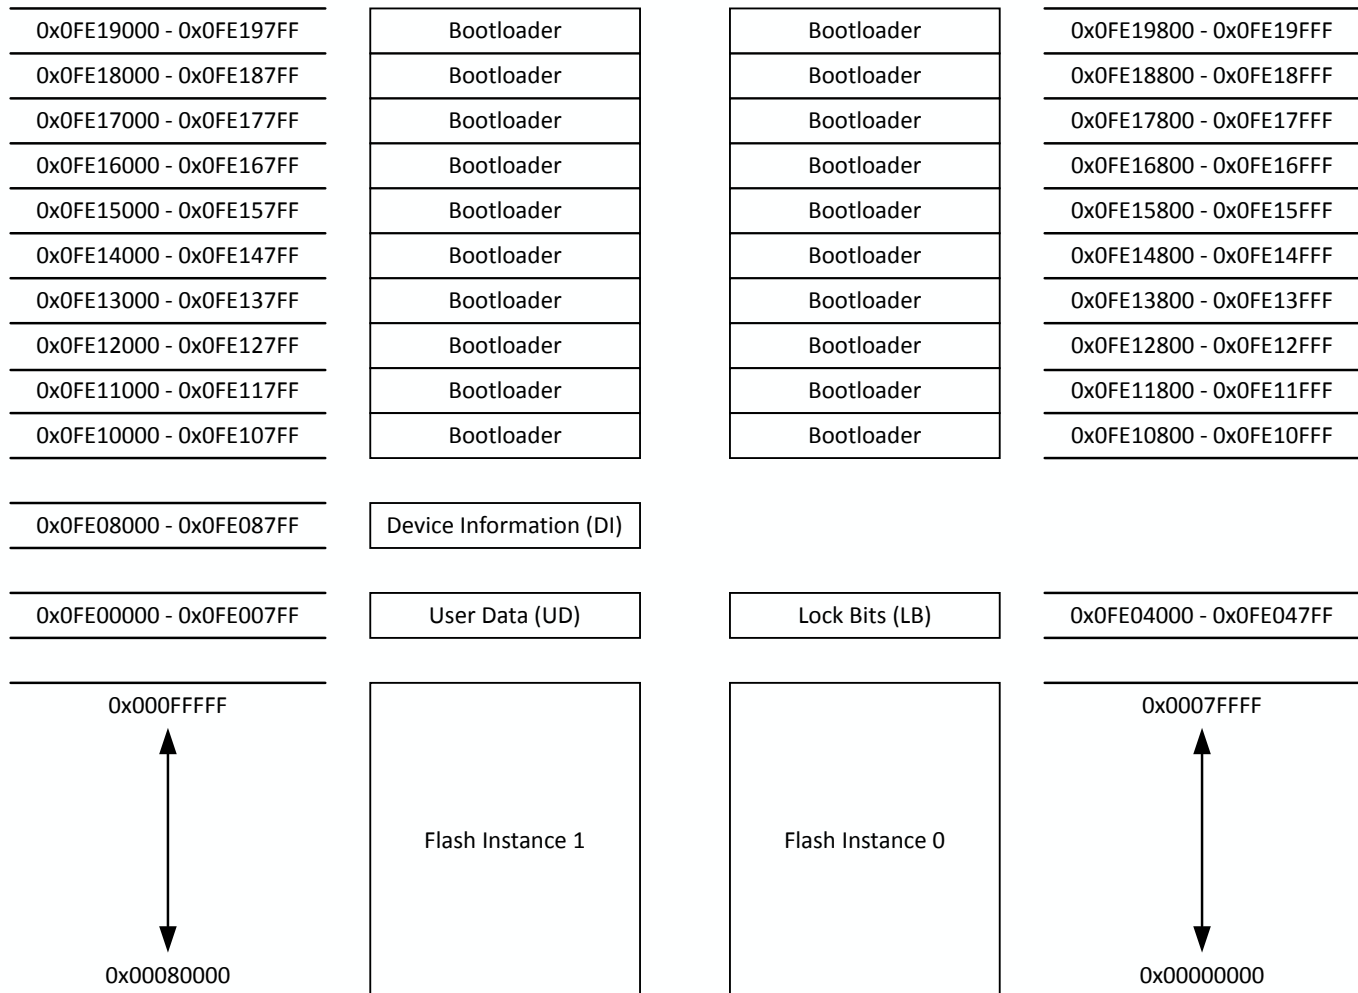 0x0FE19000 - 0x0FE197FF Bootloader Bootloader 0x0FE19800 - 0x0FE19FFF
0x0FE18000 - 0x0FE187FF Bootloader Bootloader 0x0FE18800 - 0x0FE18FFF
0x0FE17000 - 0x0FE177FF Bootloader Bootloader 0x0FE17800 - 0x0FE17FFF
0x0FE16000 - 0x0FE167FF Bootloader Bootloader 0x0FE16800 - 0x0FE16FFF
0x0FE15000 - 0x0FE157FF Bootloader Bootloader 0x0FE15800 - 0x0FE15FFF
0x0FE14000 - 0x0FE147FF Bootloader Bootloader 0x0FE14800 - 0x0FE14FFF
0x0FE13000 - 0x0FE137FF Bootloader Bootloader 0x0FE13800 - 0x0FE13FFF
0x0FE12000 - 0x0FE127FF Bootloader Bootloader 0x0FE12800 - 0x0FE12FFF
0x0FE11000 - 0x0FE117FF Bootloader Bootloader 0x0FE11800 - 0x0FE11FFF
0x0FE10000 - 0x0FE107FF Bootloader Bootloader 0x0FE10800 - 0x0FE10FFF
0x0FE08000 - 0x0FE087FF Device Information (DI)
0x0FE00000 - 0x0FE007FF User Data (UD) Lock Bits (LB) 0x0FE04000 - 0x0FE047FF
0x000FFFFF 0x0007FFFF
Flash Instance 1 Flash Instance 0
0x00080000 0x00000000